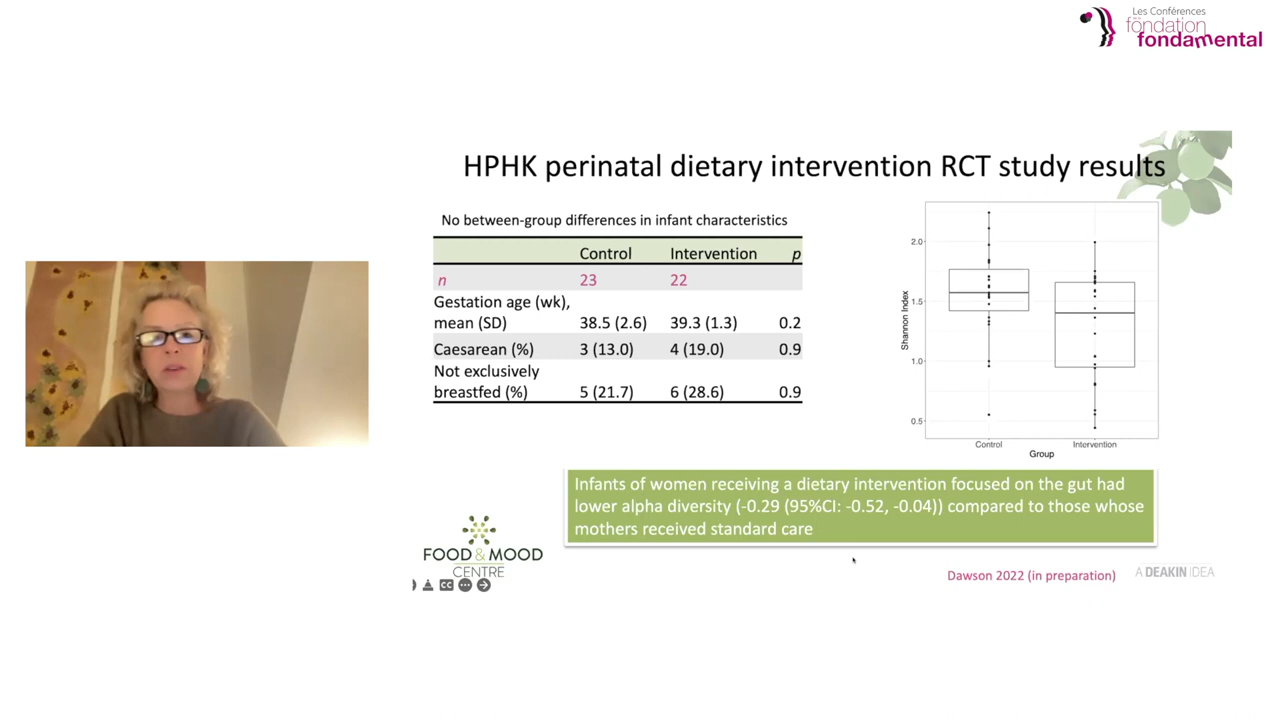 Les Conférences
fondation
fondamental
HPHK perinatal dietary intervention RCT study results
No between-group differences in infant characteristics
Control Intervention p
n 23 22
Gestation age (wk),
mean (SD) 38.5 (2.6) 39.3 (1.3) 0.2
Caesarean (%) 3 (13.0) 4 (19.0) 0.9
Not exclusively
breastfed (%) 5 (21.7) 6 (28.6) 0.9
Shannon Index
2.0
1.5
1.0
0.5
Control Intervention
Group
Infants of women receiving a dietary intervention focused on the gut had
lower alpha diversity (-0.29 (95%CI: -0.52, -0.04)) compared to those whose
mothers received standard care
FOOD & MOOD
CENTRE
CC
Dawson 2022 (in preparation)
A DEAKIN IDEA